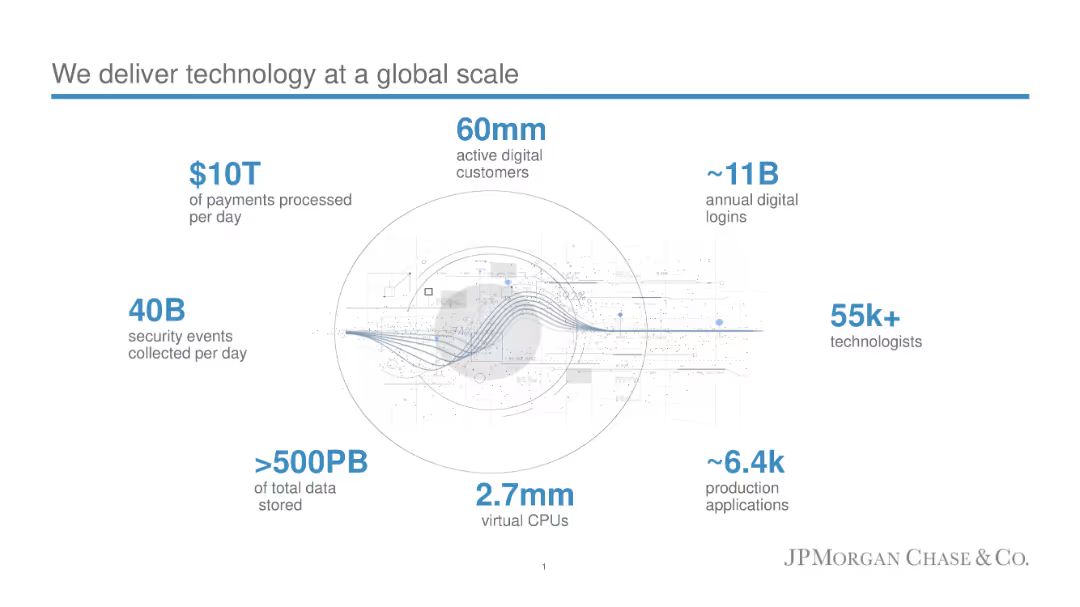 We deliver technology at a global scale
60mm
active digital
customers
$10T
of payments processed
per day
~11B
annual digital
logins
40B
security events
collected per day
55k+
technologists
>500PB
of total data
stored
2.7mm
virtual CPUs
~6.4k
production
applications
JPMORGAN CHASE & CO.
1